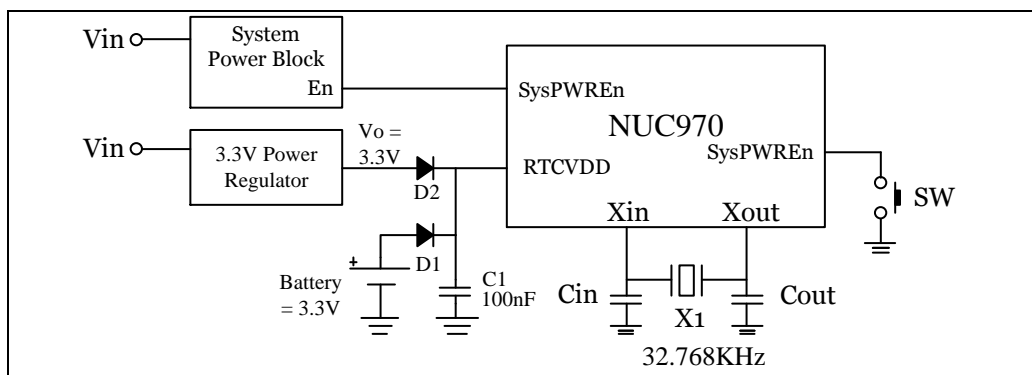 Vin
System
Power Block
En
SysPWREn
NUC970
SysPWREn
Vin
3.3V Power
Regulator
Vo =
3.3V
D2
RTCVDD
SW
Xin
Xout
+
D1
Battery
= 3.3V
C1
100nF
Cin
X1
Cout
32.768KHz